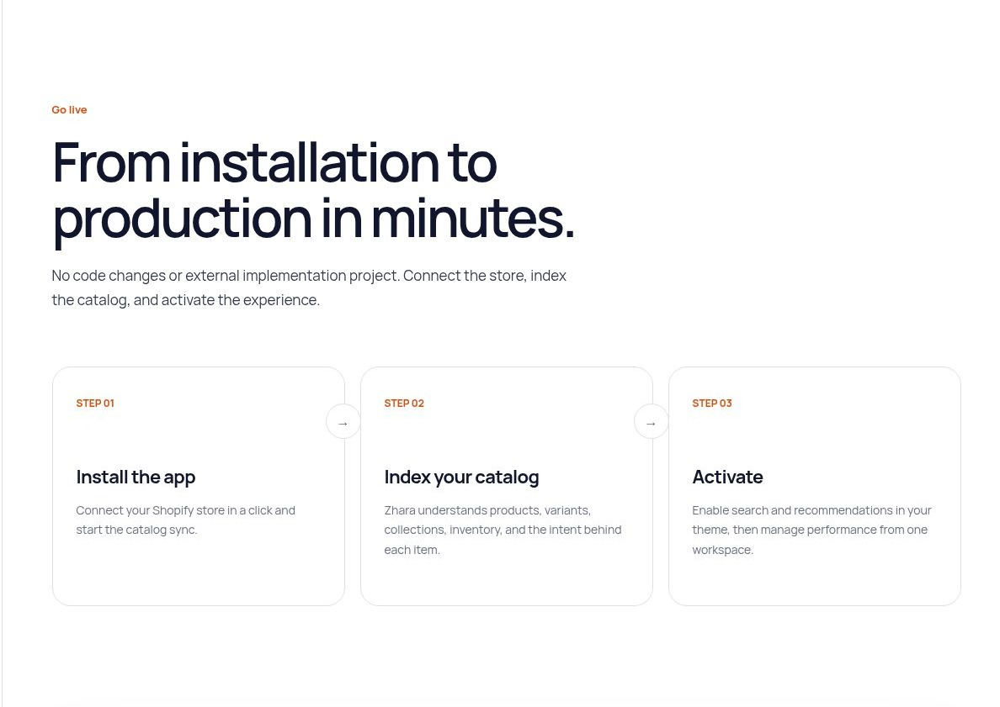 Go live
From installation to
production in minutes.
No code changes or external implementation project. Connect the store, index
the catalog, and activate the experience.
STEP 01
→
Install the app
Connect your Shopify store in a click and
start the catalog sync.
STEP 02
→
Index your catalog
Zhara understands products, variants,
collections, inventory, and the intent behind
each item.
STEP 03
Activate
Enable search and recommendations in your
theme, then manage performance from one
workspace.